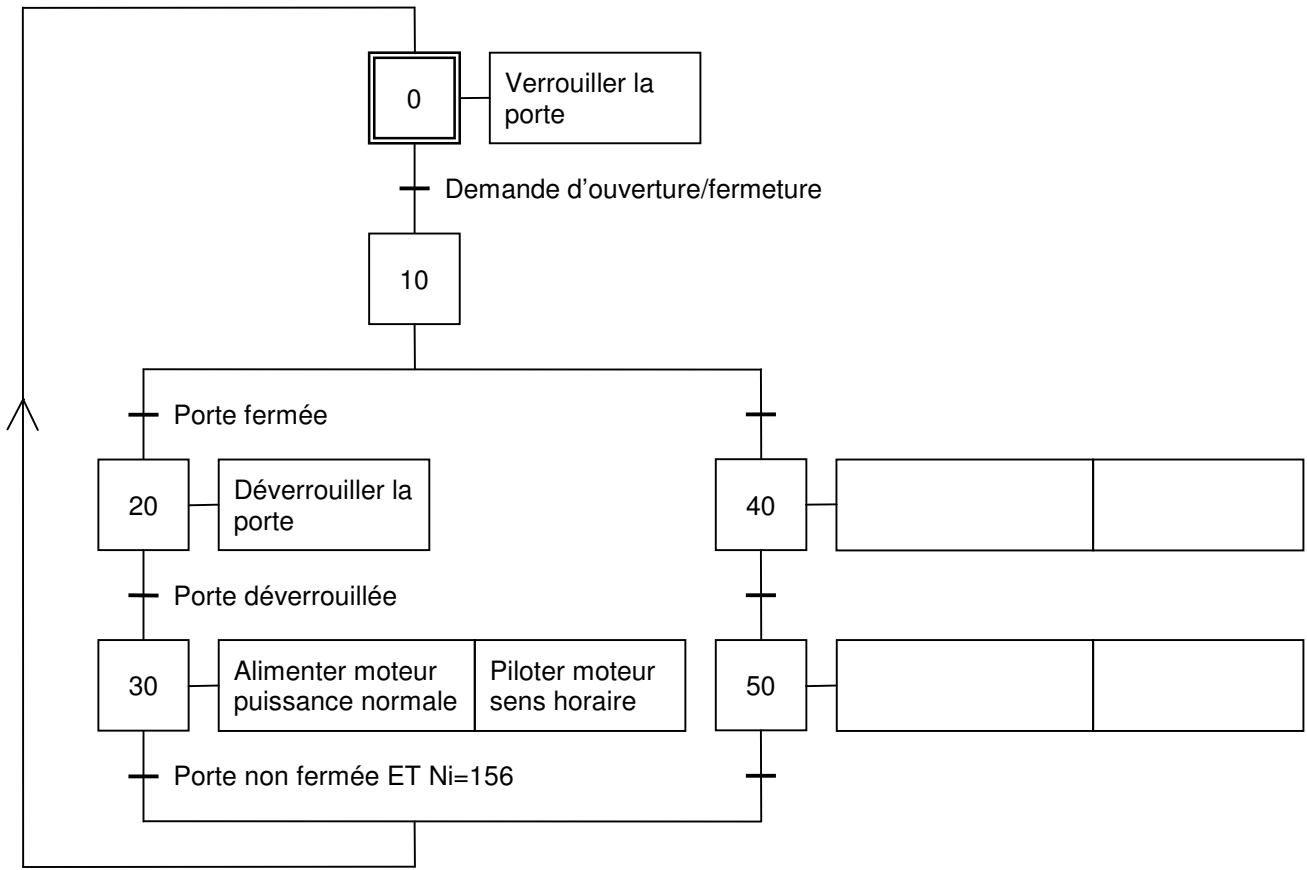 0
Verrouiller la
porte
Demande d’ouverture/fermeture
10
Porte fermée
20
Déverrouiller la
porte
40
Porte déverrouillée
30
Alimenter moteur
puissance normale
Piloter moteur
sens horaire
50
Porte non fermée ET Ni=156